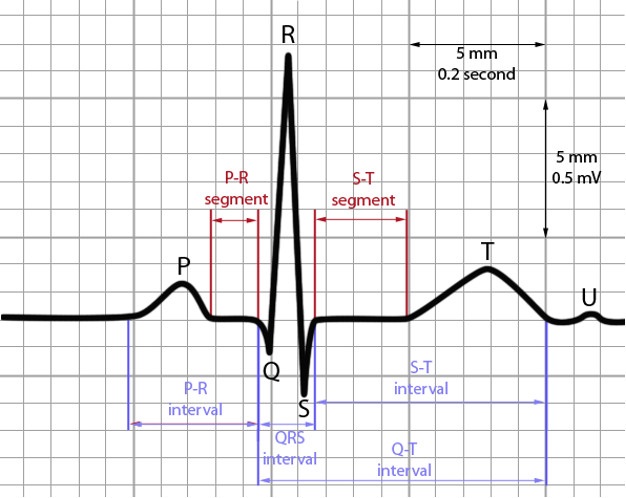 R
5 mm
0.2 second
5 mm
0.5 mV
P-R
segment
S-T
segment
P
T
U
Q
S
P-R
interval
QRS
interval
S-T
interval
Q-T
interval